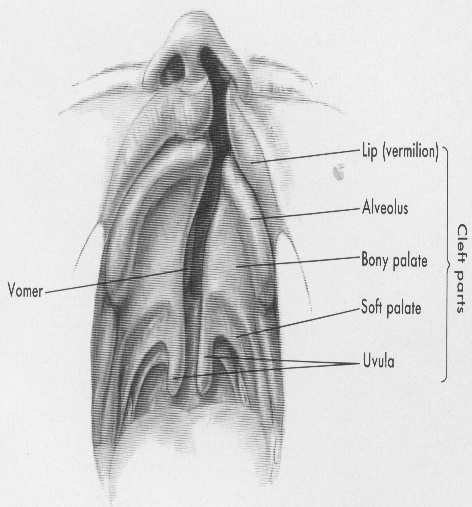 Lip (vermilion)
Alveolus
Bony palate
Soft palate
Uvula
Cleft parts
Vomer